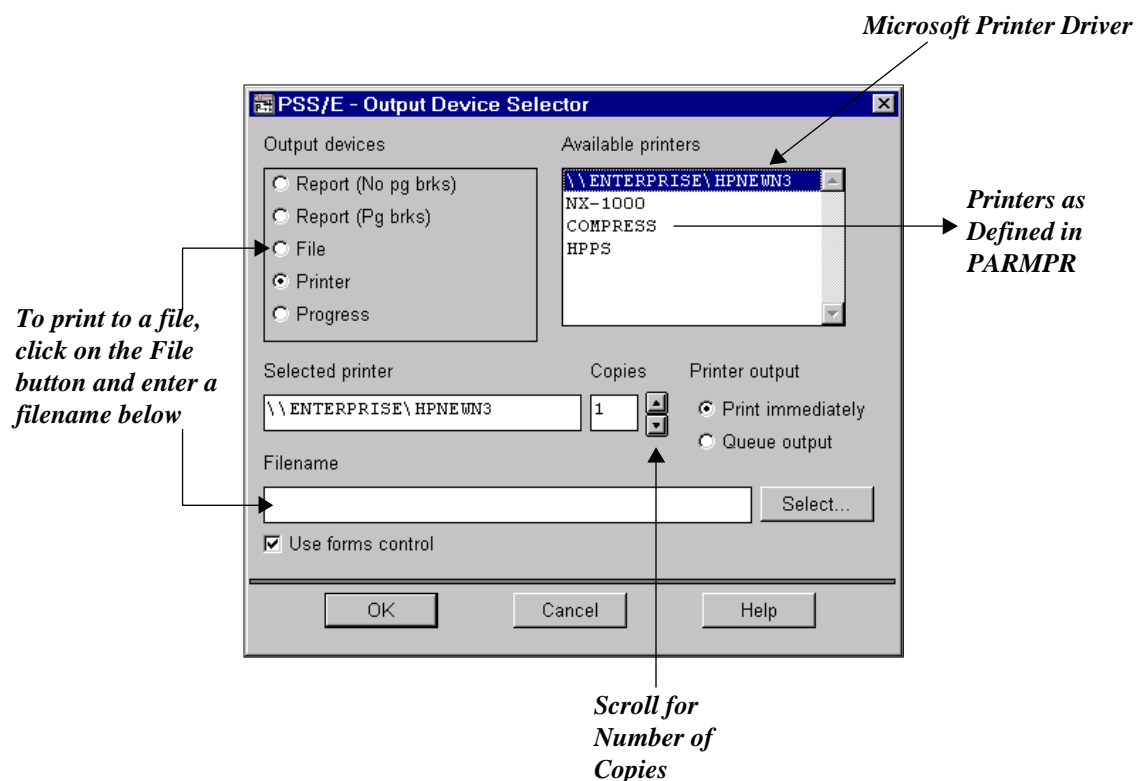 Microsoft Printer Driver
PSS/E - Output Device Selector
Output devices
Available printers
Report (No pg brks)
Report (Pg brks)
File
Printer
Progress
\\ENTERPRISE\HPNEWN3
NX-1000
COMPRESS
HPPS
Printers as
Defined in
PARMPR
To print to a file,
click on the File
button and enter a
filename below
Selected printer
Copies
Printer output
\\ENTERPRISE\HPNEWN3
1
Print immediately
Queue output
Filename
Select...
Use forms control
OK
Cancel
Help
Scroll for
Number of
Copies